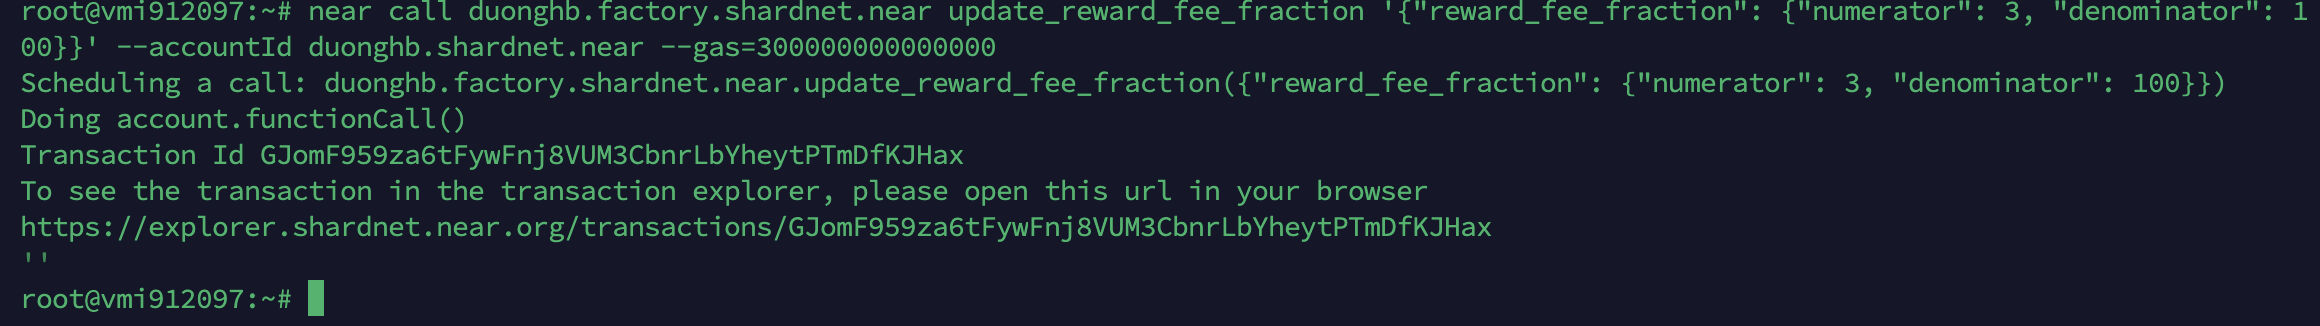 root@vmi912097:~# near call duonghb.factory.shardnet.near update_reward_fee_fraction '{"reward_fee_fraction": {"numerator": 3, "denominator": 1
00}}' --accountId duonghb.shardnet.near --gas=300000000000000
Scheduling a call: duonghb.factory.shardnet.near.update_reward_fee_fraction({"reward_fee_fraction": {"numerator": 3, "denominator": 100}})
Doing account.functionCall()
Transaction Id GJomF959za6tFywFnj8VUM3CbnrLbYheytPTmDfKJHax
To see the transaction in the transaction explorer, please open this url in your browser
https://explorer.shardnet.near.org/transactions/GJomF959za6tFywFnj8VUM3CbnrLbYheytPTmDfKJHax
''
root@vmi912097:~#